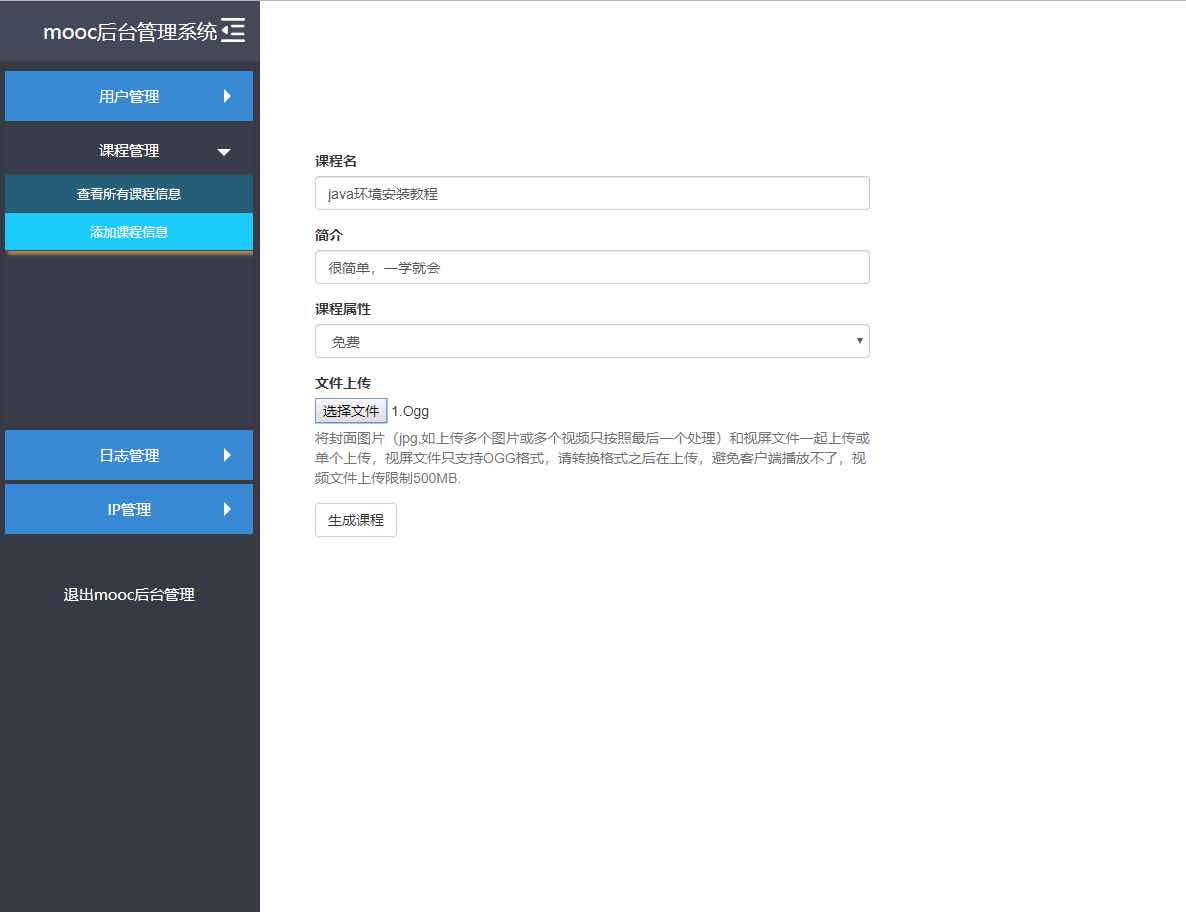 mooc后台管理系统
用户管理
课程管理
查看所有课程信息
添加课程信息
日志管理
IP管理
退出mooc后台管理
课程名
java环境安装教程
简介
很简单，一学就会
课程属性
免费
文件上传
选择文件 1.Ogg
将封面图片（jpg,如上传多个图片或多个视频只按照最后一个处理）和视屏文件一起上传或
单个上传，视屏文件只支持OGG格式，请转换格式之后在上传，避免客户端播放不了，视
频文件上传限制500MB.
生成课程